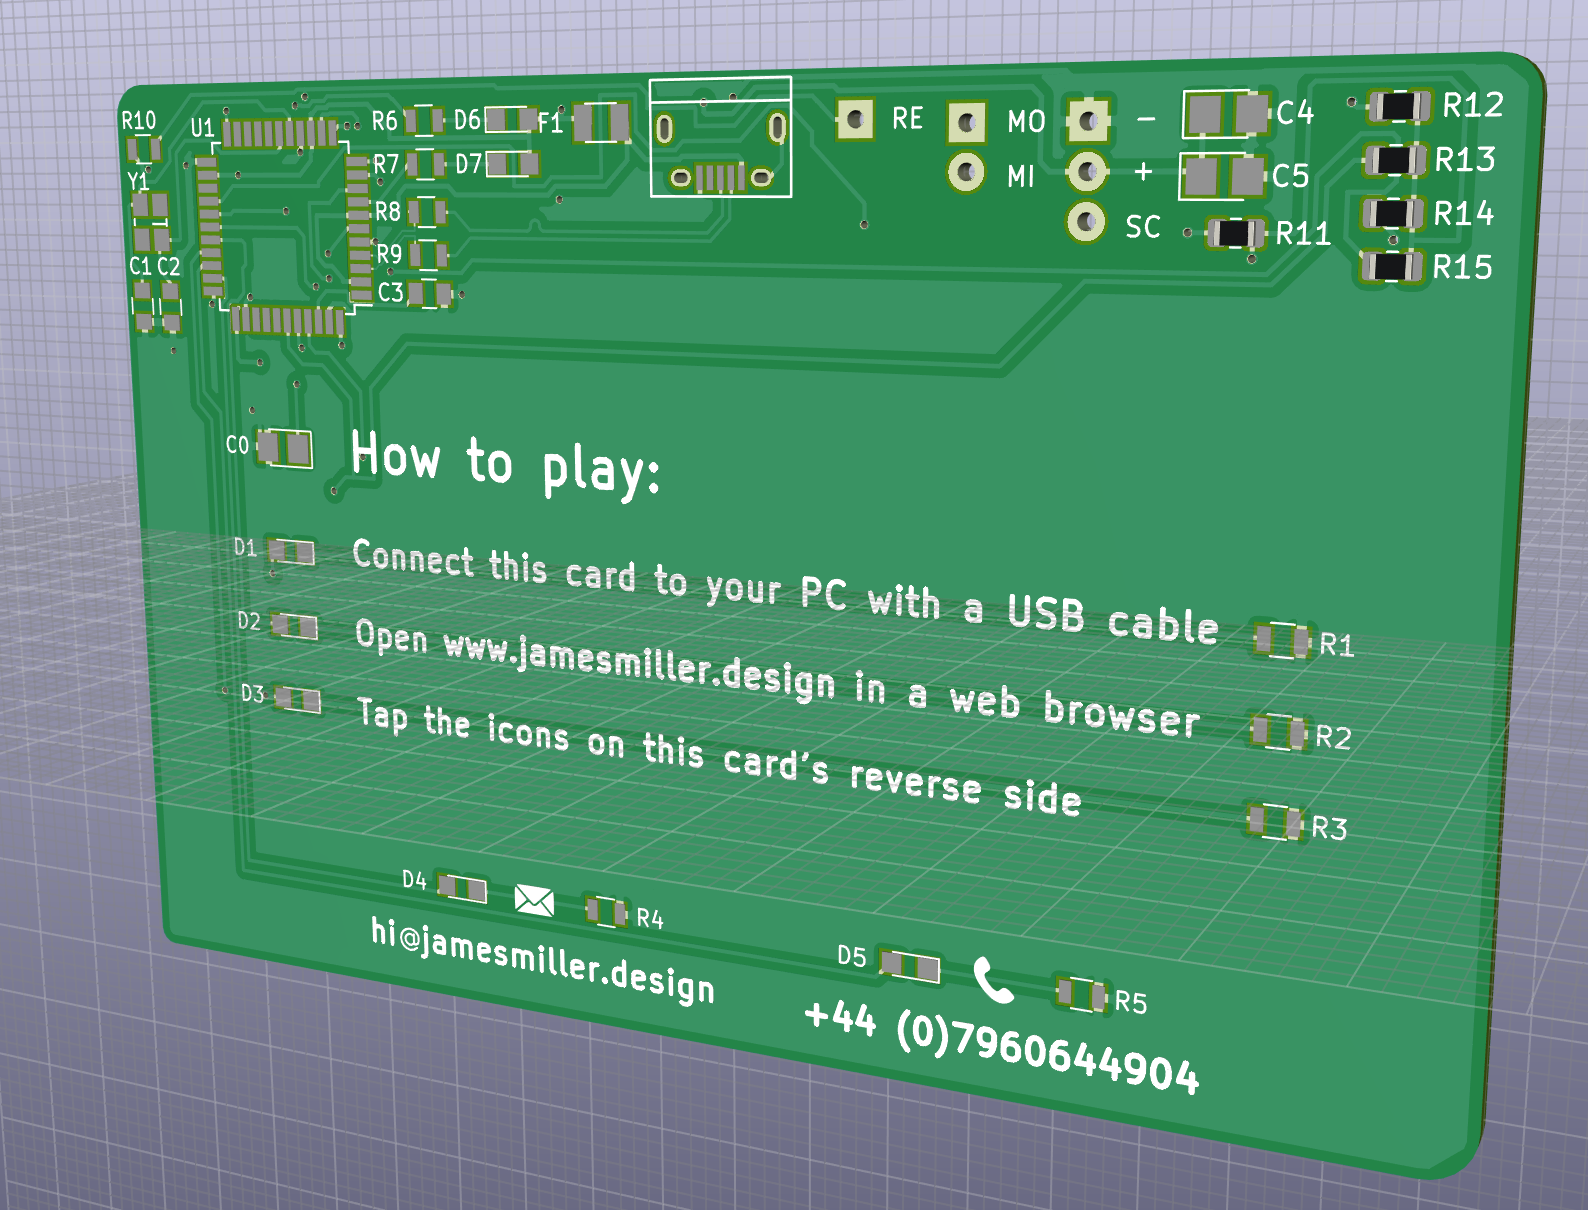 R10
U1
R6
D6
F1
RE
MO
-
C4
R12
R7
D7
MI
+
C5
R13
Y1
R8
SC
R11
R14
R9
C1 C2
C3
R15
C0
How to play:
D1
Connect this card to your PC with a USB cable
R1
D2
Open www.jamesmiller.design in a web browser
R2
D3
Tap the icons on this card's reverse side
R3
D4
R4
hi@jamesmiller.design
D5
R5
+44 (0)7960644904